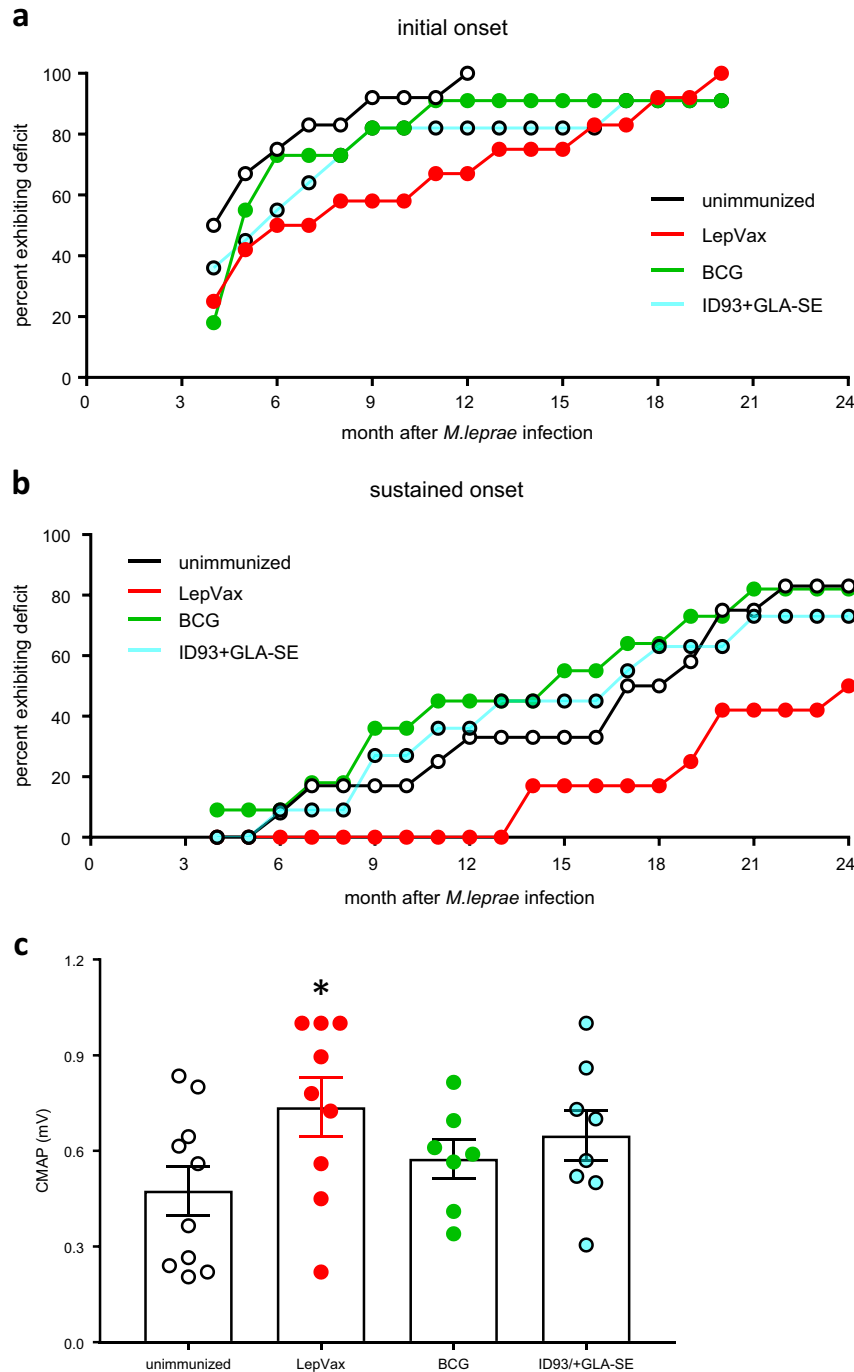 a
initial onset
100
80
60
40
20
0
percent exhibiting deficit
unimmunized
LepVax
BCG
ID93+GLA-SE
0 3 6 9 12 15 18 21 24
month after M.leprae infection
b
sustained onset
100
80
60
40
20
0
percent exhibiting deficit
unimmunized
LepVax
BCG
ID93+GLA-SE
0 3 6 9 12 15 18 21 24
month after M.leprae infection
c
1.2
0.9
0.6
0.3
0.0
CMAP (mV)
*
unimmunized LepVax BCG ID93/+GLA-SE